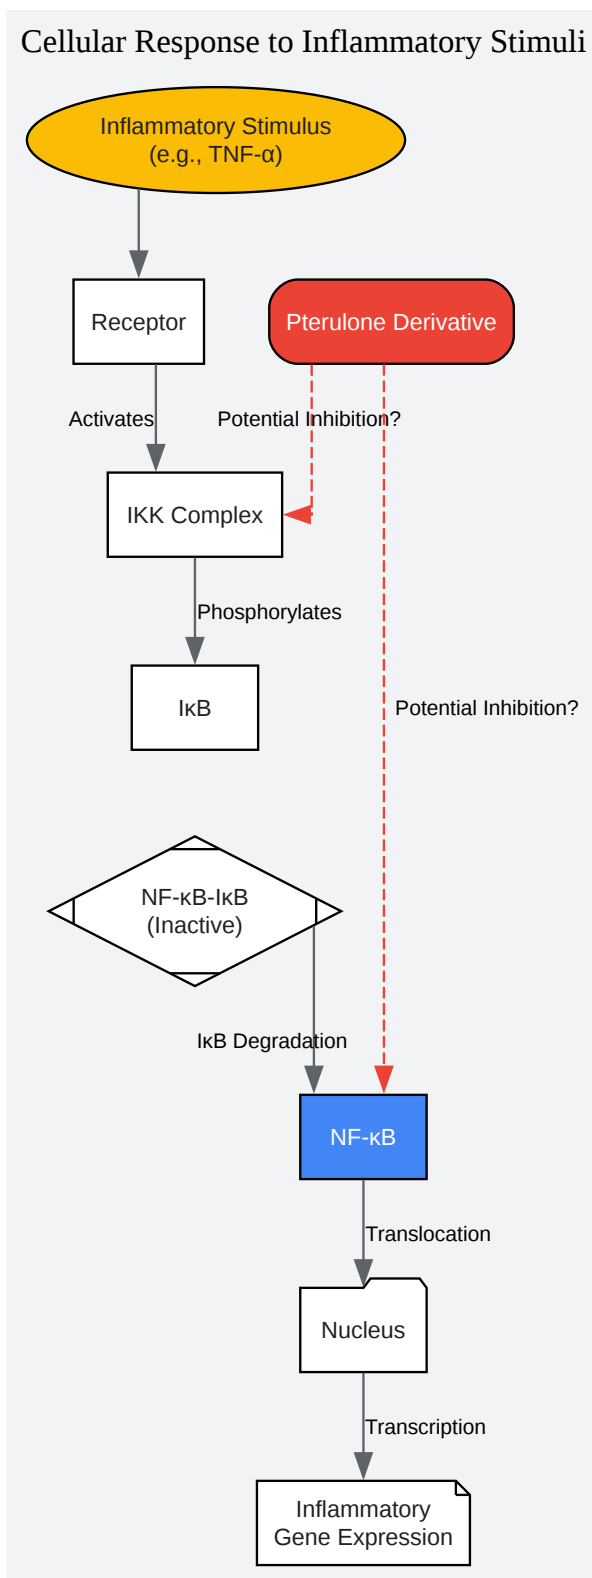 Cellular Response to Inflammatory Stimuli
Inflammatory Stimulus
(e.g., TNF-α)
Receptor
Pterulone Derivative
Activates
Potential Inhibition?
IKK Complex
Phosphorylates
IκB
Potential Inhibition?
NF-κB-IκB
(Inactive)
IκB Degradation
NF-κB
Translocation
Nucleus
Transcription
Inflammatory
Gene Expression